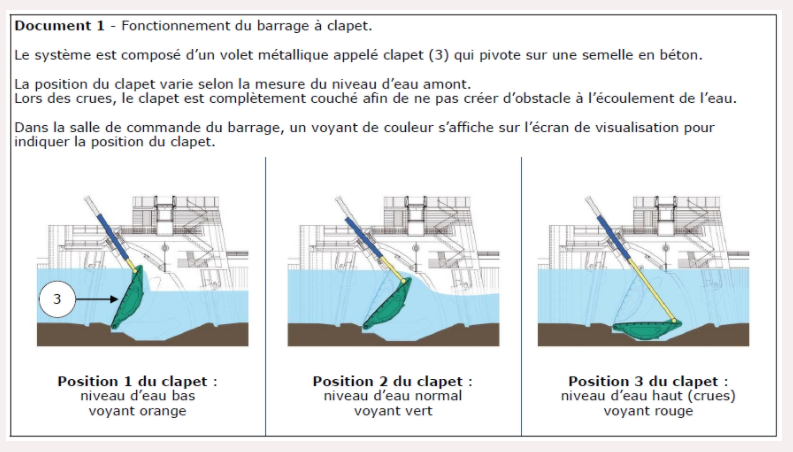 Document 1 - Fonctionnement du barrage à clapet.
Le système est composé d’un volet métallique appelé clapet (3) qui pivote sur une semelle en béton.
La position du clapet varie selon la mesure du niveau d’eau amont.
Lors des crues, le clapet est complètement couché afin de ne pas créer d’obstacle à l’écoulement de l’eau.
Dans la salle de commande du barrage, un voyant de couleur s’affiche sur l’écran de visualisation pour
indiquer la position du clapet.
3
Position 1 du clapet :
niveau d’eau bas
voyant orange
Position 2 du clapet :
niveau d’eau normal
voyant vert
Position 3 du clapet :
niveau d’eau haut (crues)
voyant rouge